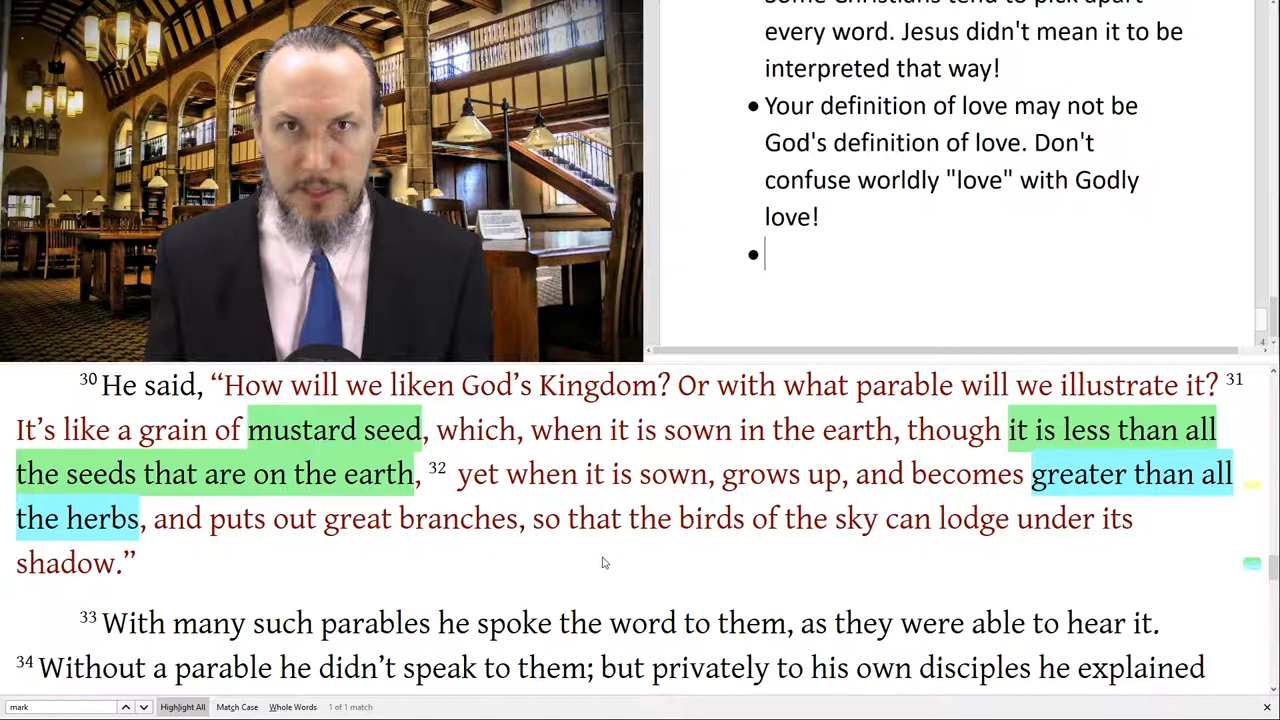 Some Christians tend to pick apart
every word. Jesus didn't mean it to be
interpreted that way!
• Your definition of love may not be
God's definition of love. Don't
confuse worldly "love" with Godly
love!
•
30 He said, “How will we liken God’s Kingdom? Or with what parable will we illustrate it? 31
It’s like a grain of mustard seed, which, when it is sown in the earth, though it is less than all
the seeds that are on the earth, 32 yet when it is sown, grows up, and becomes greater than all
the herbs, and puts out great branches, so that the birds of the sky can lodge under its
shadow.”
33 With many such parables he spoke the word to them, as they were able to hear it.
34 Without a parable he didn’t speak to them; but privately to his own disciples he explained
mark Highlight All Match Case Whole Words 1 of 1 match